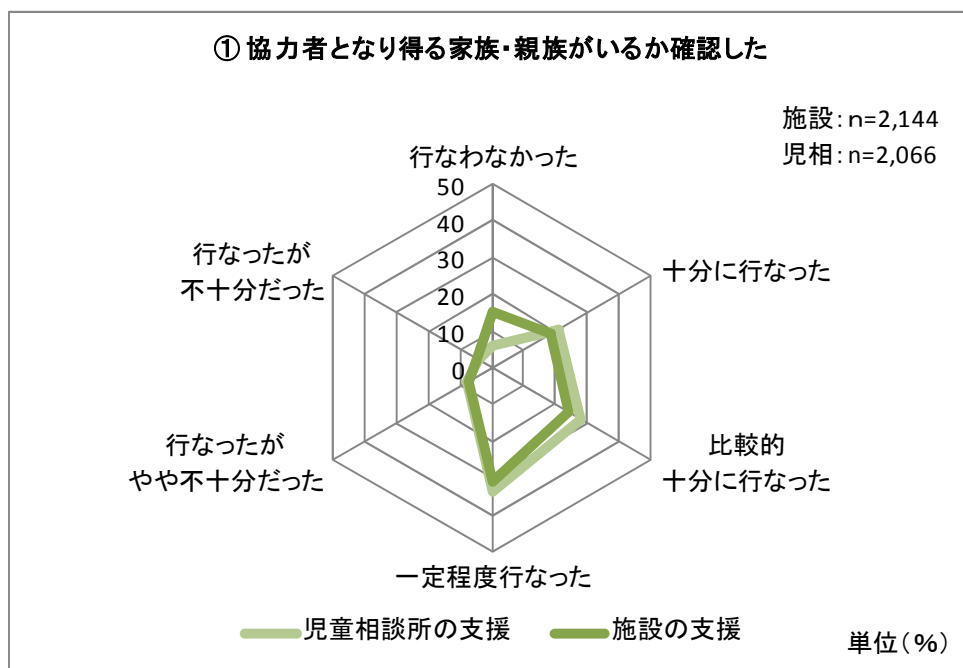 ① 協力者となり得る家族・親族がいるか確認した
施設：n=2,144
児相：n=2,066
行なわなかった
50
40
30
20
10
0
十分に行なった
比較的
十分に行なった
一定程度行なった
行なったが
やや不十分だった
行なったが
不十分だった
児童相談所の支援
施設の支援
単位（％）